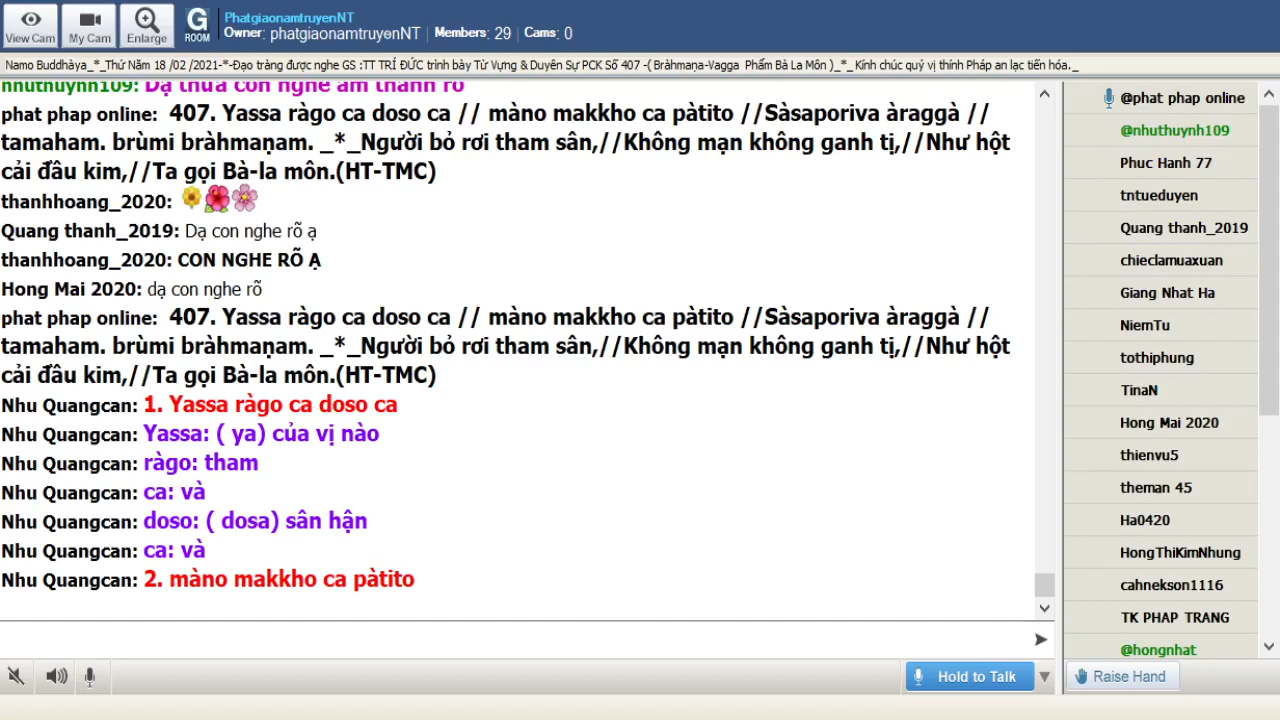 View Cam
My Cam
Enlarge
G
ROOM
PhatgiaonamtruyenNT
Owner: phatgiaonamtruyenNT | Members: 29 | Cams: 0
Namo Buddhàya_*_Thứ Năm 18 /02 /2021-*-Đạo tràng được nghe GS :TT TRÍ ĐỨC trình bày Từ Vựng & Duyên Sự PCK Số 407 -( Bràhmaṇa-Vagga Phẩm Bà La Môn )_*_ Kính chúc quý vị thính Pháp an lạc tiến hóa._
nhuthuynh109: Dạ thưa con nghe âm thanh rõ
phat phap online: 407. Yassa ràgo ca doso ca // màno makkho ca pàtito //Sàsaporiva àraggà //
tamaham. brùmi bràhmaṇam. _*_Người bỏ rơi tham sân,//Không mạn không ganh tị,//Như hột
cải đầu kim,//Ta gọi Bà-la môn.(HT-TMC)
thanhhoang_2020:
Quang thanh_2019: Dạ con nghe rõ ạ
thanhhoang_2020: CON NGHE RÕ Ạ
Hong Mai 2020: dạ con nghe rõ
phat phap online: 407. Yassa ràgo ca doso ca // màno makkho ca pàtito //Sàsaporiva àraggà //
tamaham. brùmi bràhmaṇam. _*_Người bỏ rơi tham sân,//Không mạn không ganh tị,//Như hột
cải đầu kim,//Ta gọi Bà-la môn.(HT-TMC)
Nhu Quangcan: 1. Yassa ràgo ca doso ca
Nhu Quangcan: Yassa: ( ya) của vị nào
Nhu Quangcan: ràgo: tham
Nhu Quangcan: ca: và
Nhu Quangcan: doso: ( dosa) sân hận
Nhu Quangcan: ca: và
Nhu Quangcan: 2. màno makkho ca pàtito
@phat phap online
@nhuthuynh109
Phuc Hanh 77
tntueduyen
Quang thanh_2019
chieclamuaxuan
Giang Nhat Ha
NiemTu
tothiphung
TinaN
Hong Mai 2020
thienvu5
theman 45
Ha0420
HongThiKimNhung
cahnekson1116
TK PHAP TRANG
@hongnhat
Hold to Talk
Raise Hand